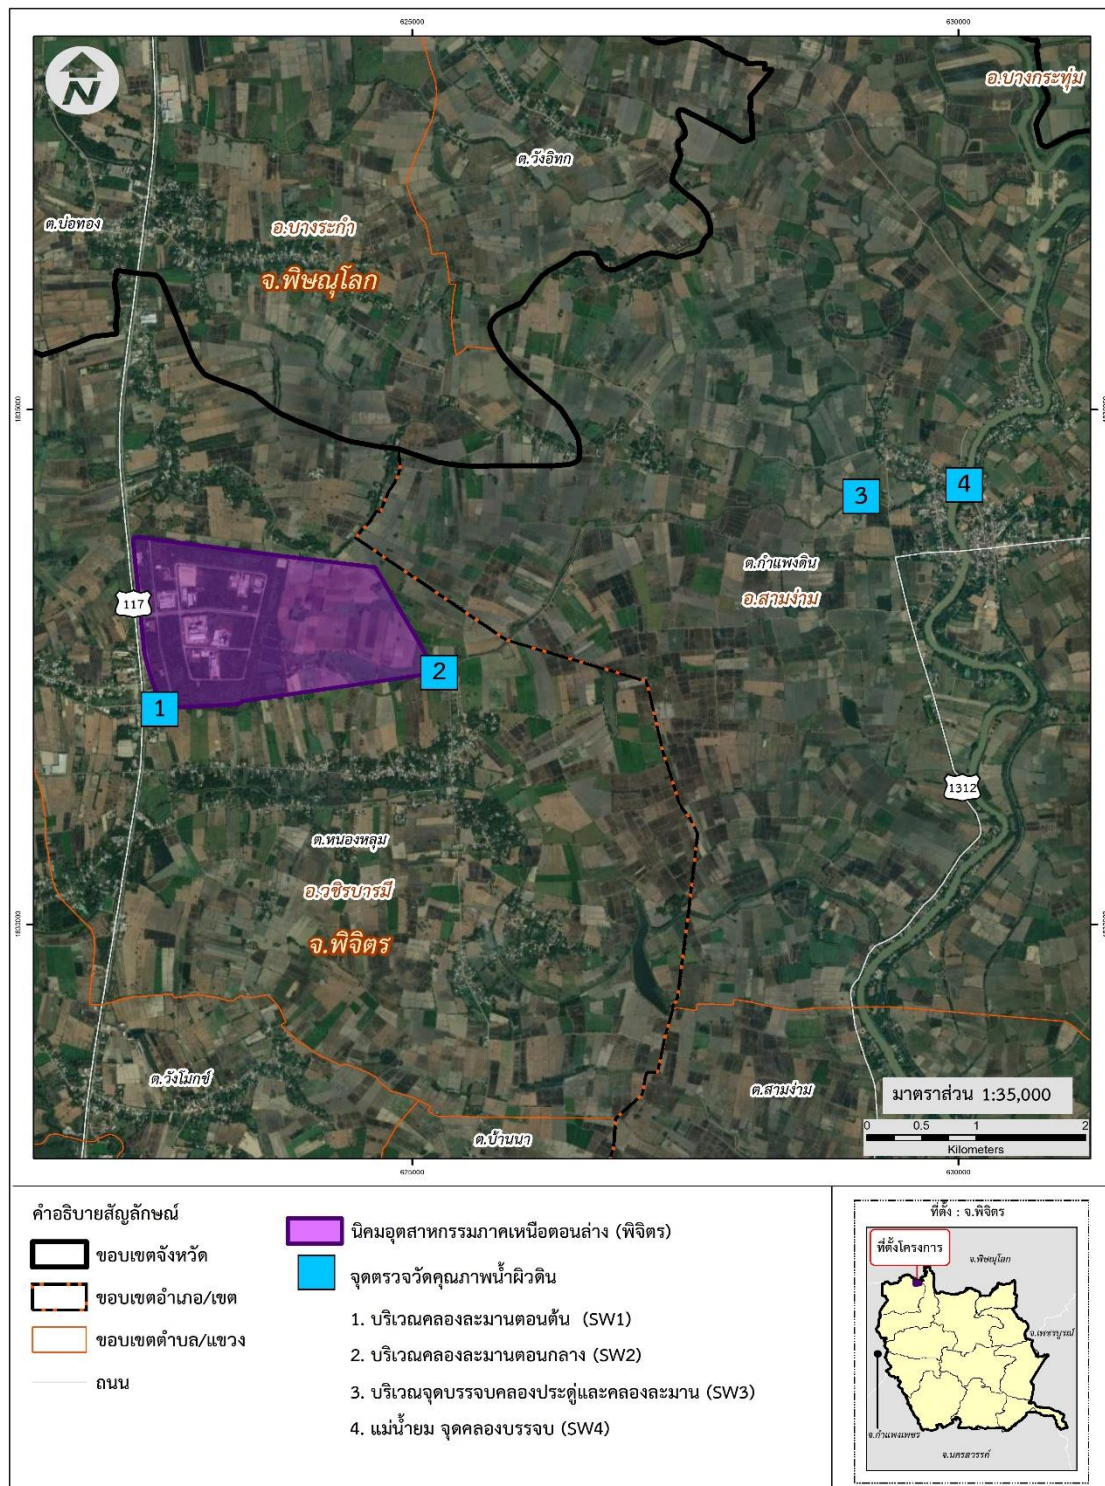 625000
630000
N
อ.บางกระทุ่ม
ต.วังอิทก
ต.บ่อทอง
อ.บางระกำ
จ.พิษณุโลก
1835000
3
4
ต.กำแพงดิน
อ.สามง่าม
117
2
1
1312
ต.หนองหลุม
อ.วชิรบารมี
จ.พิจิตร
ต.วังโมกข์
ต.สามง่าม
ต.บ้านนา
มาตราส่วน 1:35,000
0 0.5 1 2
Kilometers
625000
630000
คำอธิบายสัญลักษณ์
ขอบเขตจังหวัด
ขอบเขตอำเภอ/เขต
ขอบเขตตำบล/แขวง
ถนน
นิคมอุตสาหกรรมภาคเหนือตอนล่าง (พิจิตร)
จุดตรวจวัดคุณภาพน้ำผิวดิน
1. บริเวณคลองละมานตอนต้น (SW1)
2. บริเวณคลองละมานตอนกลาง (SW2)
3. บริเวณจุดบรรจบคลองประดู่และคลองละมาน (SW3)
4. แม่น้ำยม จุดคลองบรรจบ (SW4)
ที่ตั้ง : จ.พิจิตร
ที่ตั้งโครงการ
จ.พิษณุโลก
จ.เพชรบูรณ์
จ.กำแพงเพชร
จ.นครสวรรค์